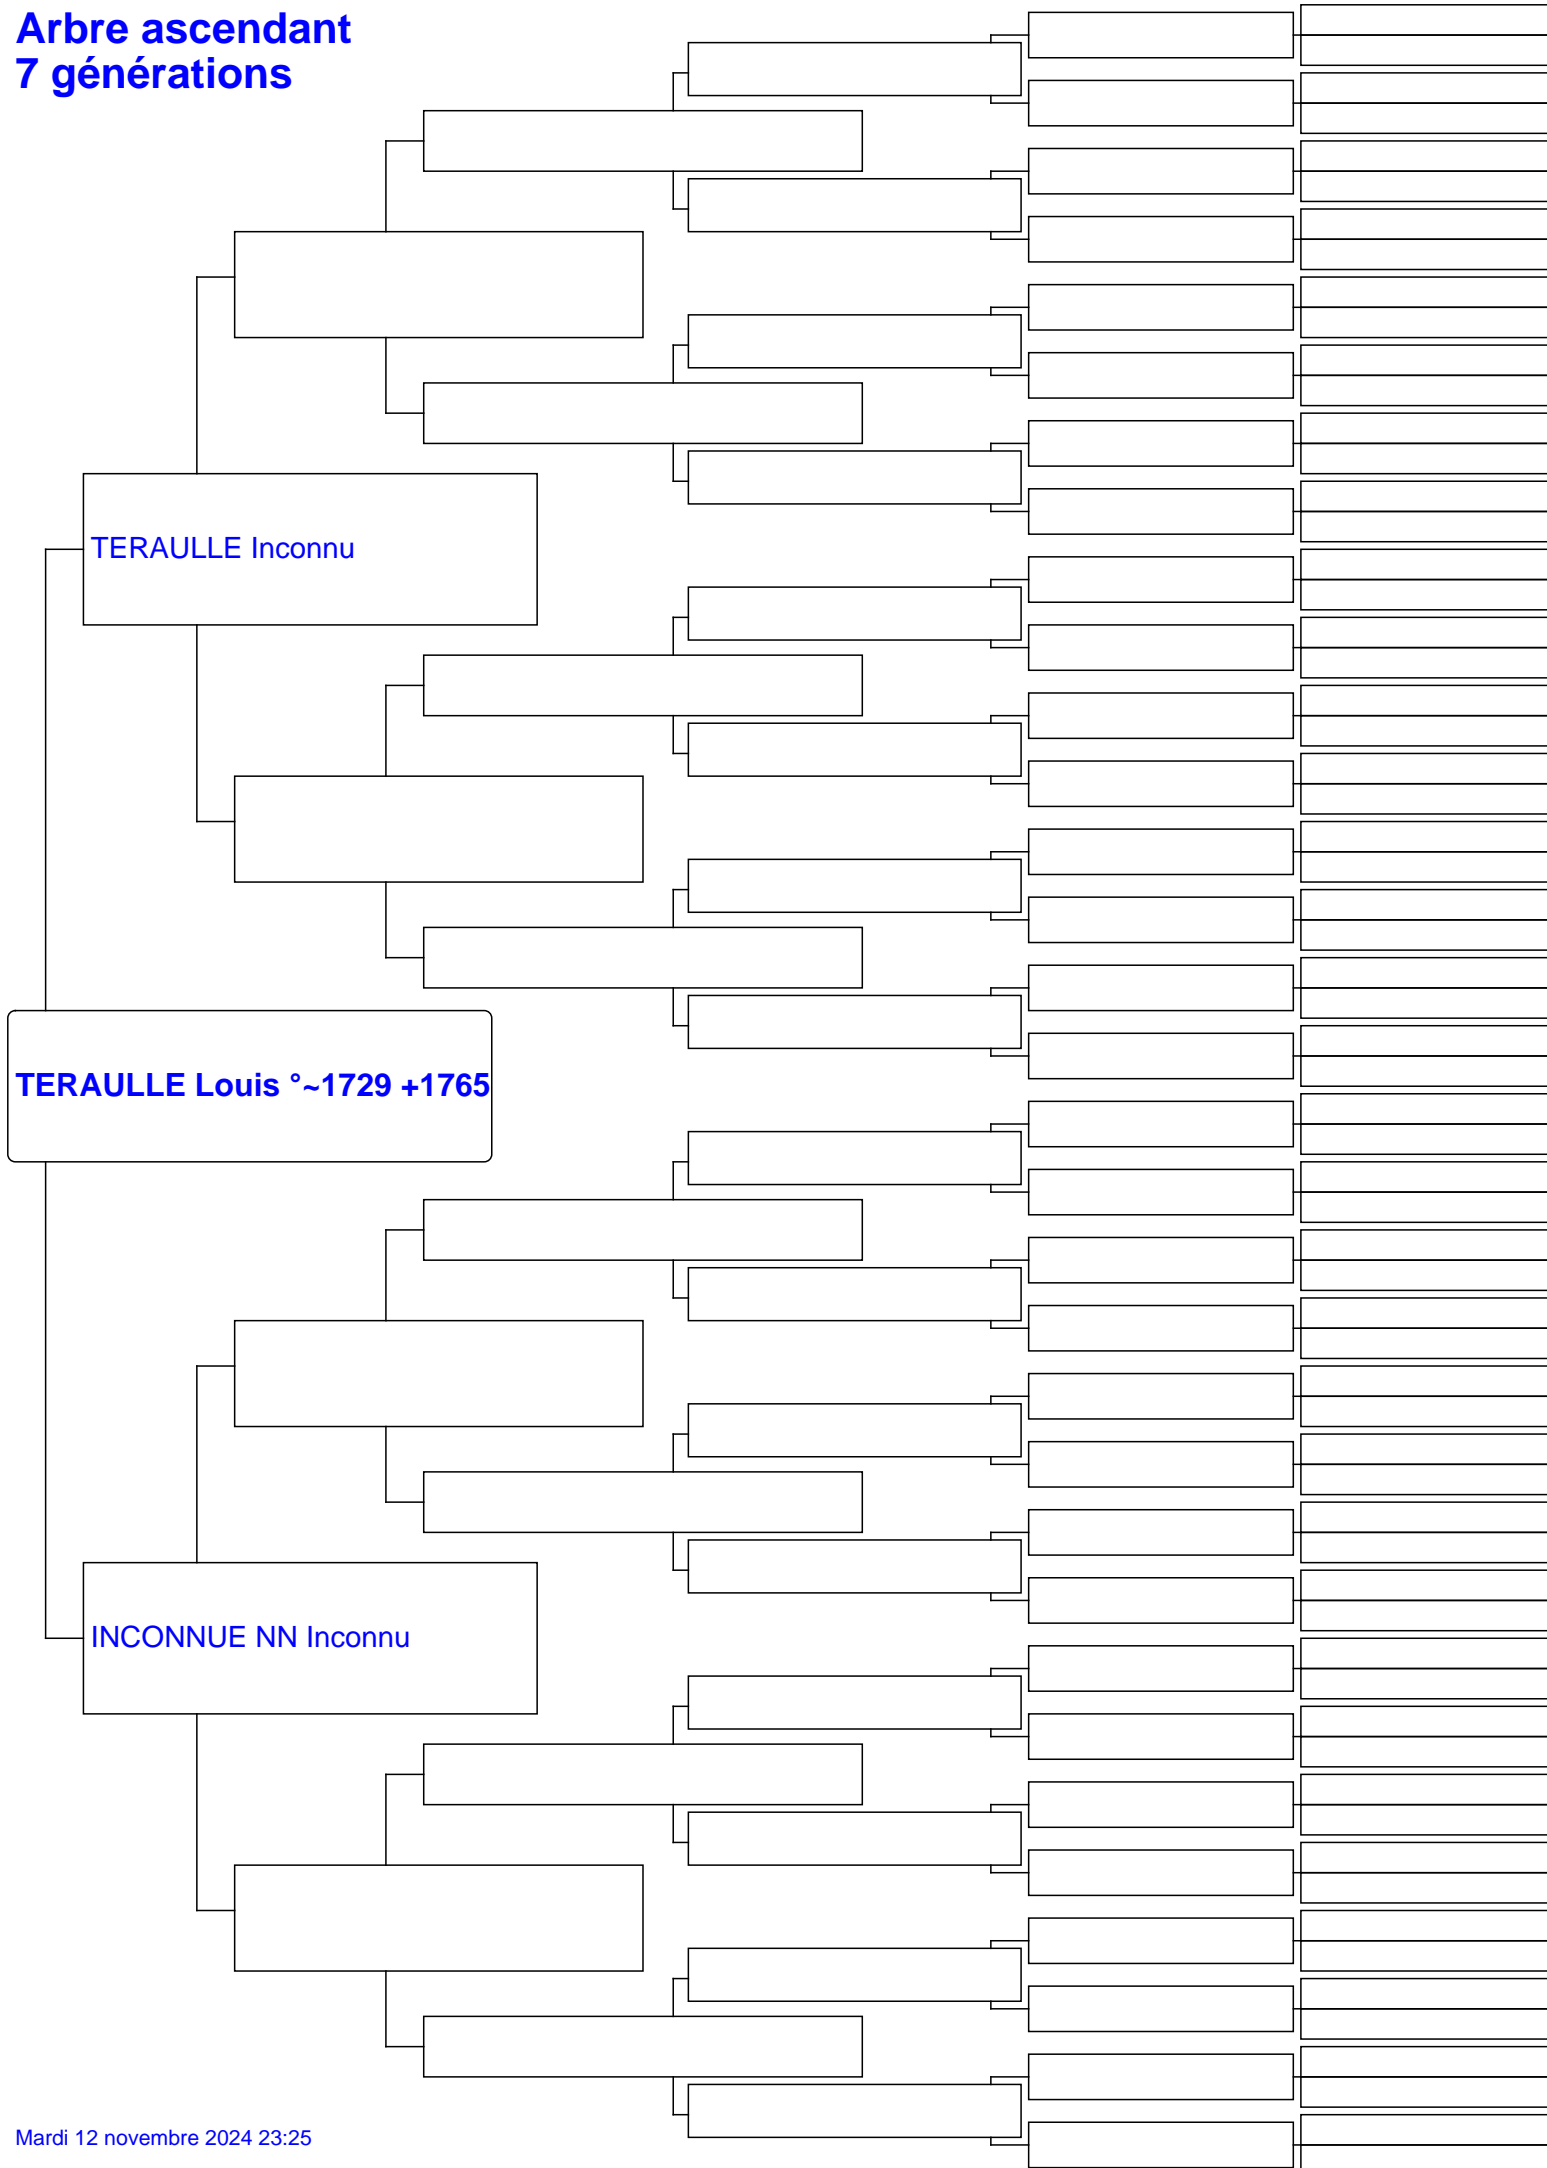 Arbre ascendant
7 générations
TERAULLE Inconnu
TERAULLE Louis °~1729 +1765
INCONNUE NN Inconnu
Mardi 12 novembre 2024 23:25